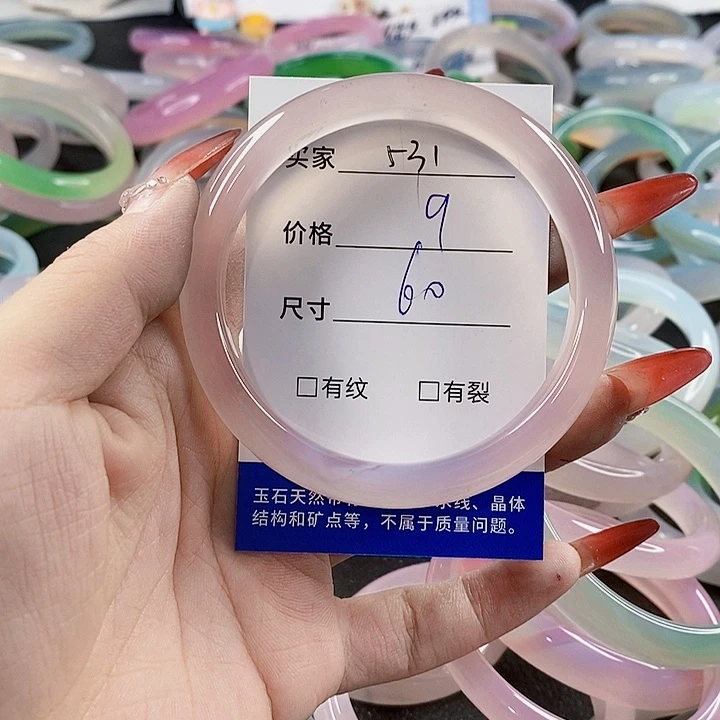 买家 531
价格 9
尺寸 60
□有纹 □有裂
玉石天然 水线、晶体
结构和矿点等，不属于质量问题。